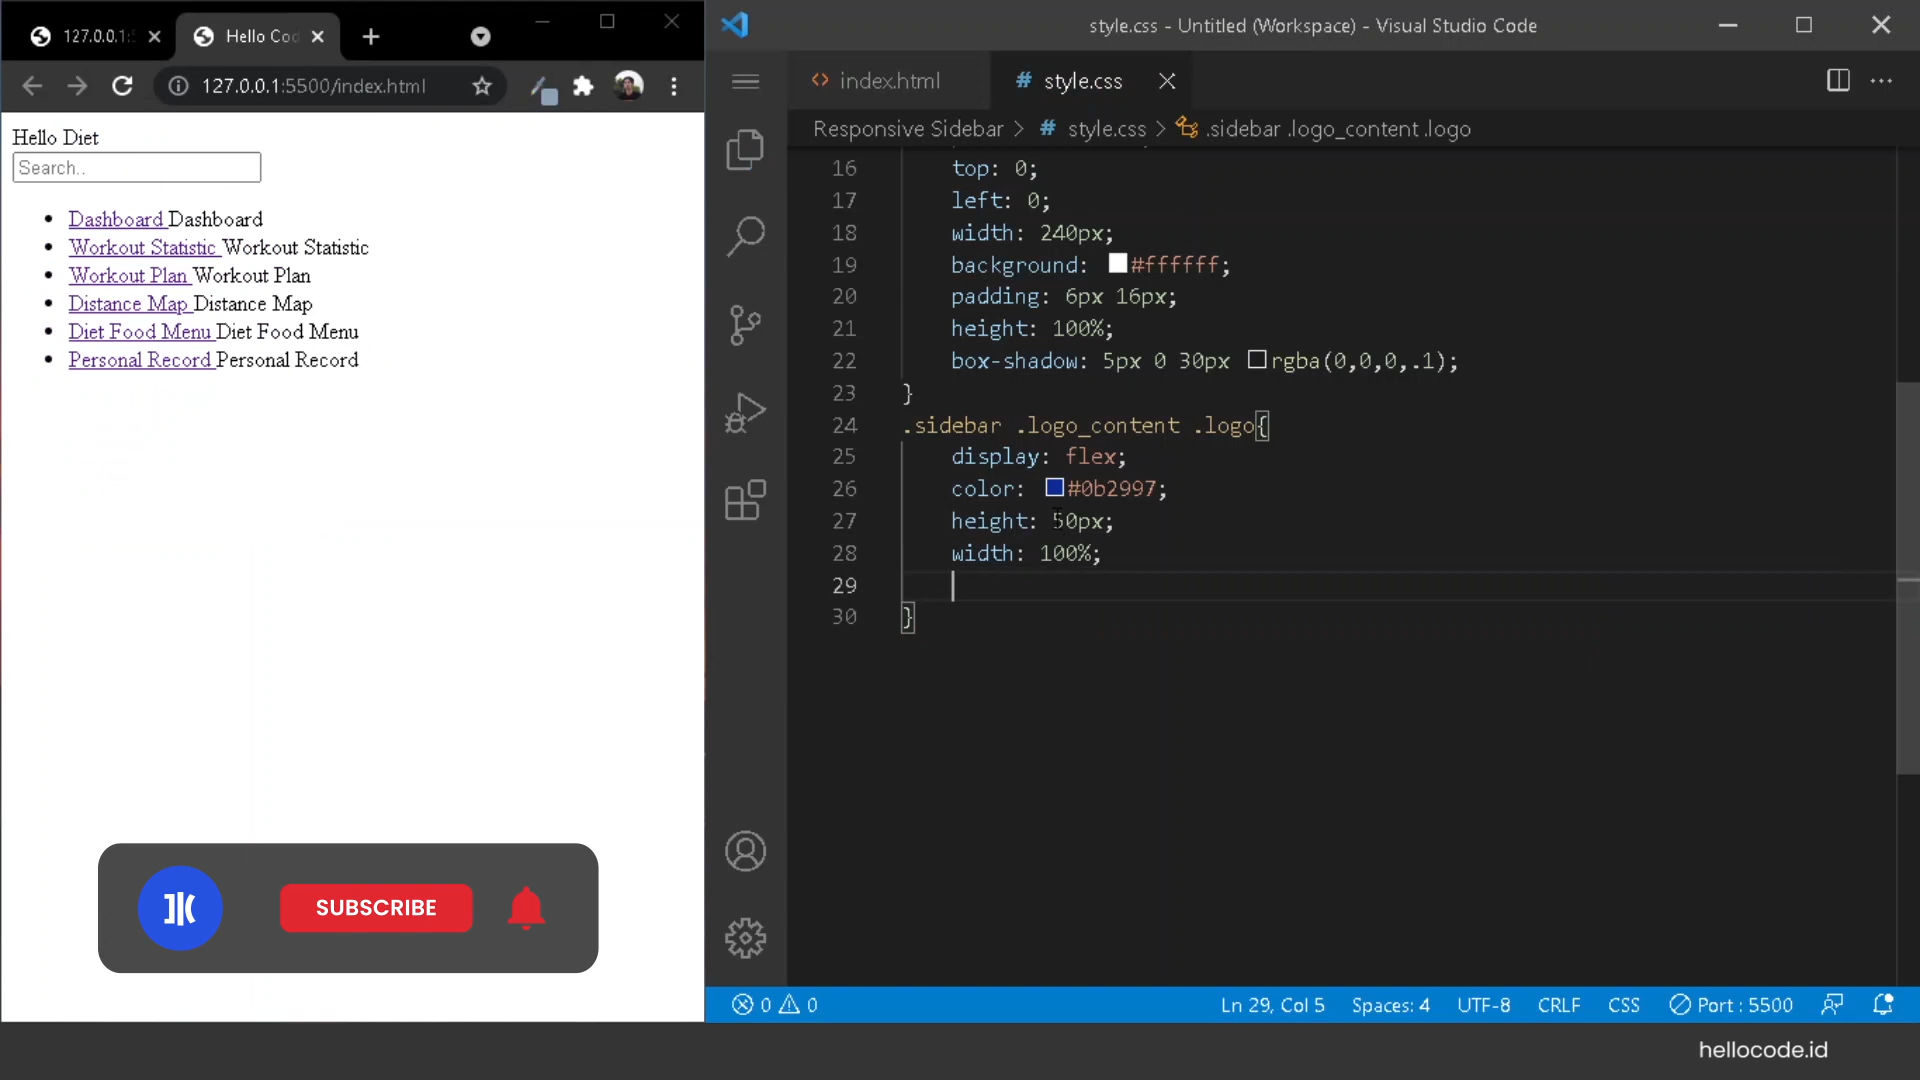 127.0.0.1:5
Hello Coo
127.0.0.1:5500/index.html
Hello Diet
Search..
Dashboard Dashboard
Workout Statistic Workout Statistic
Workout Plan Workout Plan
Distance Map Distance Map
Diet Food Menu Diet Food Menu
Personal Record Personal Record
SUBSCRIBE
style.css - Untitled (Workspace) - Visual Studio Code
index.html
# style.css
Responsive Sidebar > # style.css > .sidebar .logo_content .logo
16 top: 0;
17 left: 0;
18 width: 240px;
19 background: #ffffff;
20 padding: 6px 16px;
21 height: 100%;
22 box-shadow: 5px 0 30px rgba(0,0,0,.1);
23 }
24 .sidebar .logo_content .logo{
25 display: flex;
26 color: #0b2997;
27 height: 50px;
28 width: 100%;
29
30 }
0 0 Ln 29, Col 5 Spaces: 4 UTF-8 CRLF CSS Port : 5500
hellocode.id